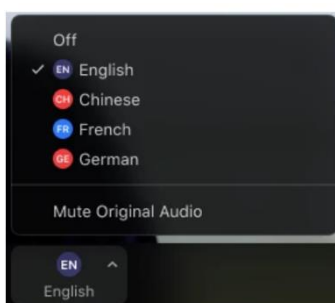 Off
EN English
CH Chinese
FR French
GE German
Mute Original Audio
EN
English